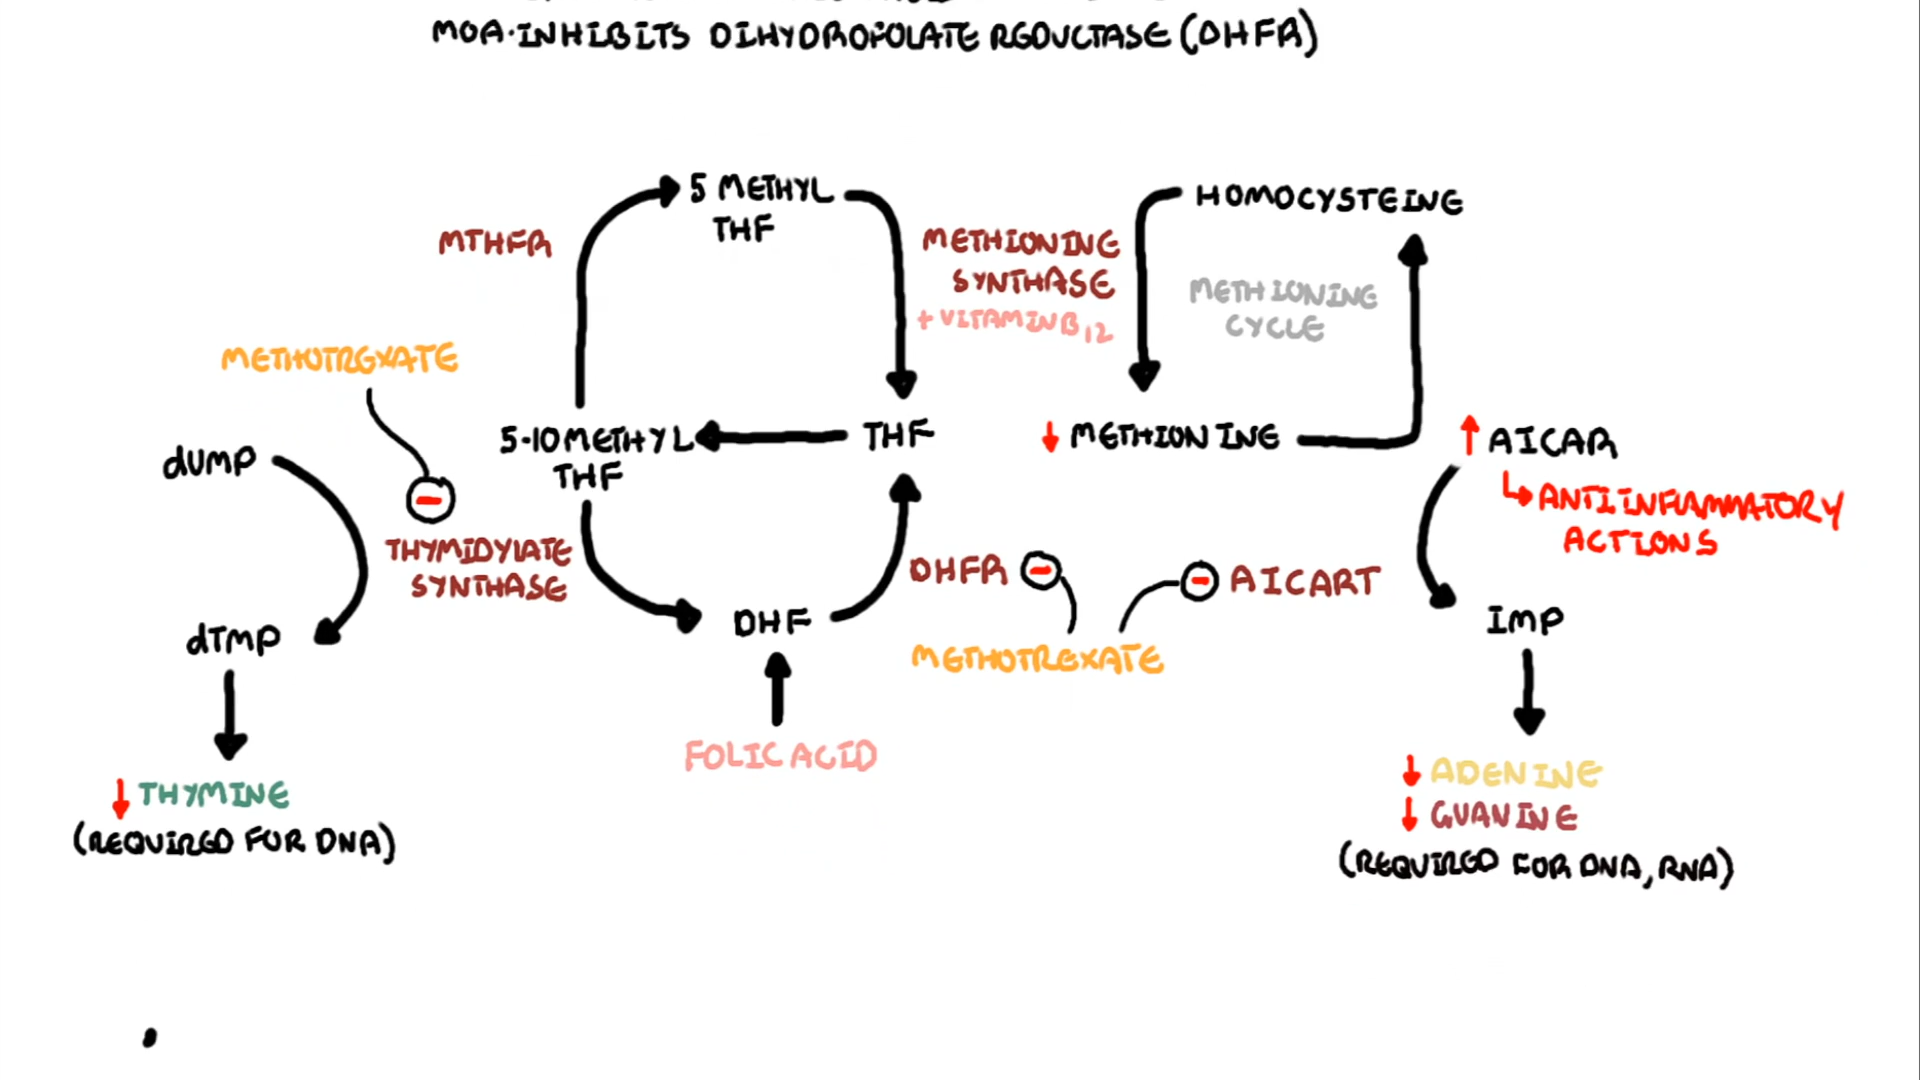 MOA·INHIBITS DIHYDROFOLATE REDUCTASE (DHFR)
5 METHYL
THF
HOMOCYSTEINE
MTHFR
METHIONINE
SYNTHASE
+ VITAMIN B12
METHIONINE
CYCLE
METHOTREXATE
dUMP
5-10 METHYL
THF
THF
↓ METHIONINE
↑ AICAR
↳ ANTIINFLAMMATORY
ACTIONS
THYMIDYLATE
SYNTHASE
DHFR
AICART
dTMP
DHF
IMP
METHOTREXATE
FOLIC ACID
↓ THYMINE
(REQUIRED FOR DNA)
↓ ADENINE
↓ GUANINE
(REQUIRED FOR DNA, RNA)